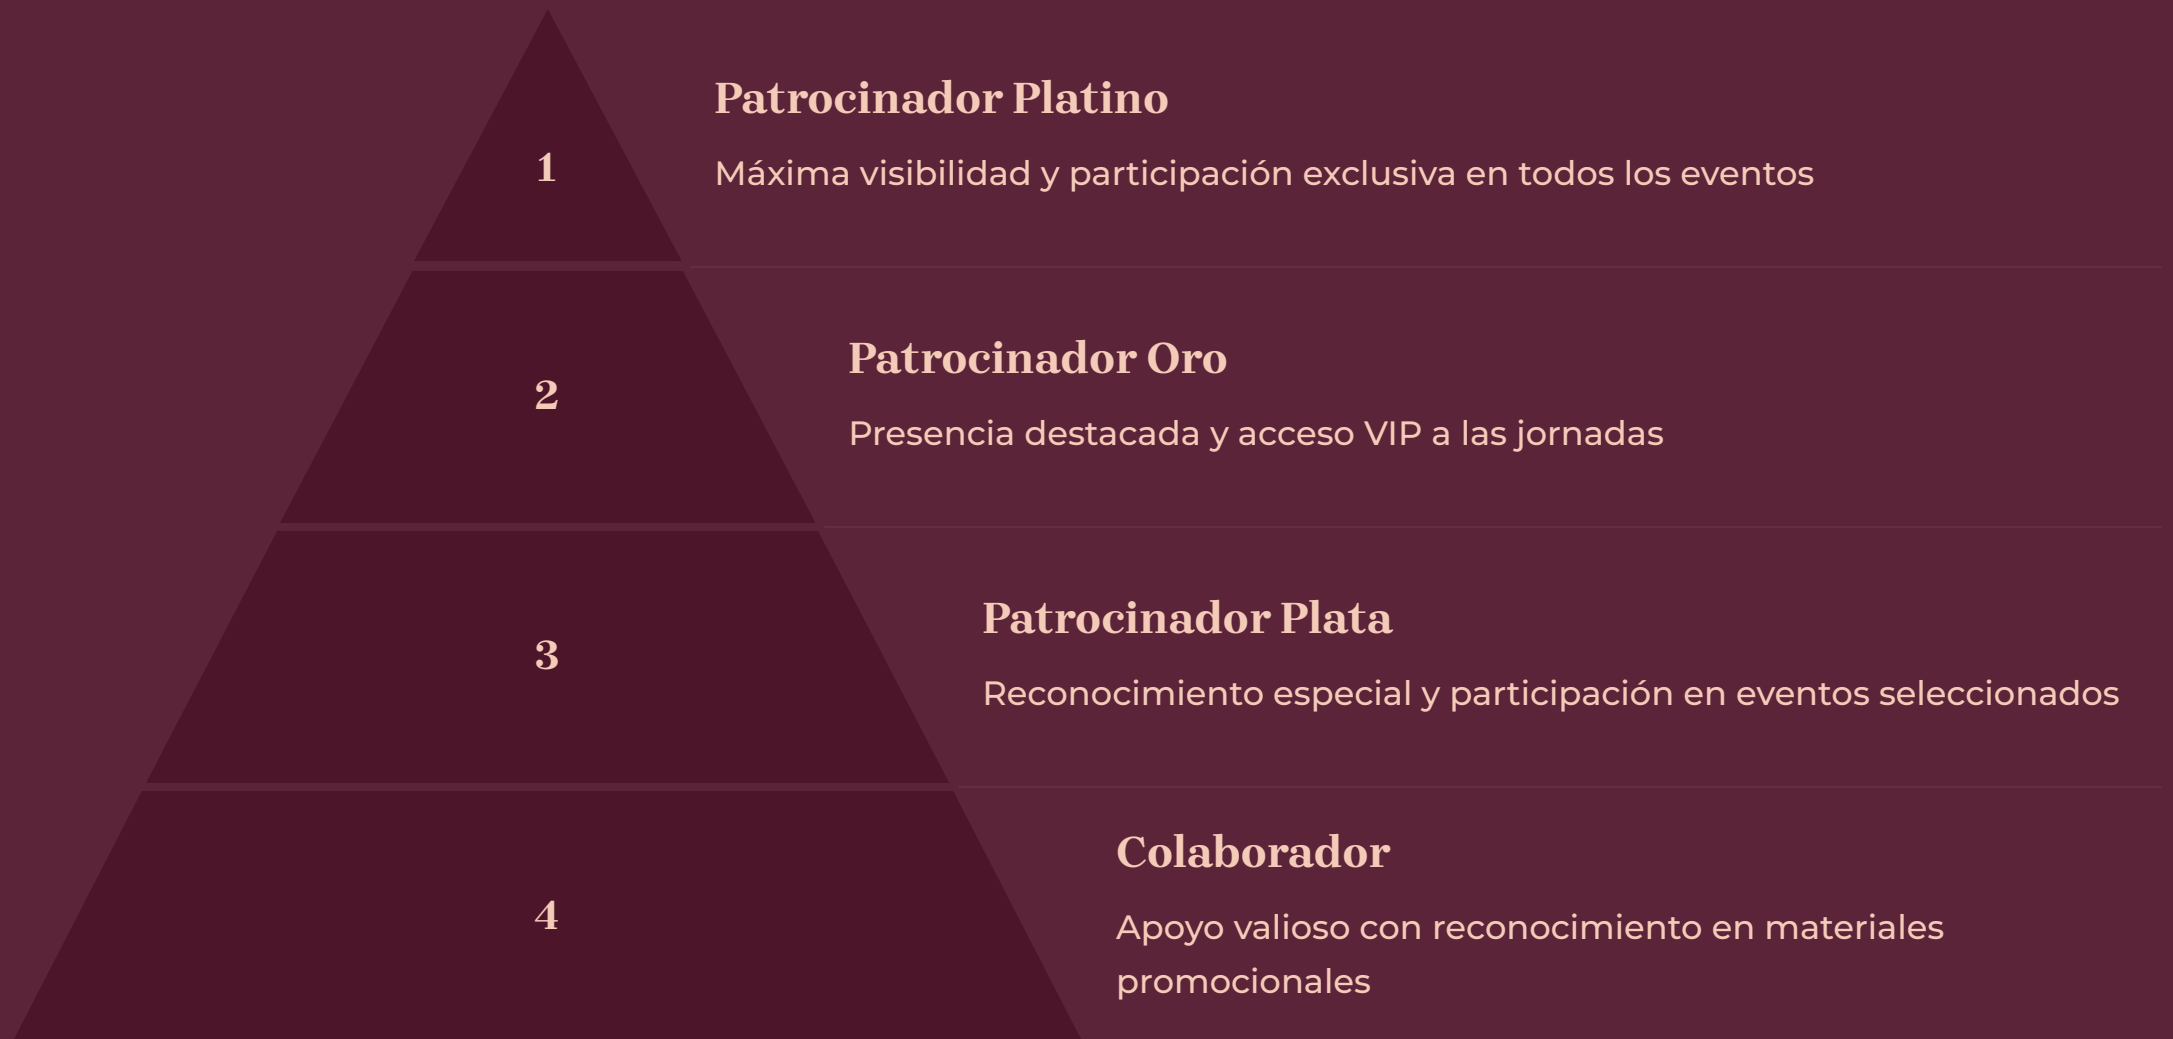 1
Patrocinador Platino
Máxima visibilidad y participación exclusiva en todos los eventos
2
Patrocinador Oro
Presencia destacada y acceso VIP a las jornadas
3
Patrocinador Plata
Reconocimiento especial y participación en eventos seleccionados
4
Colaborador
Apoyo valioso con reconocimiento en materiales
promocionales